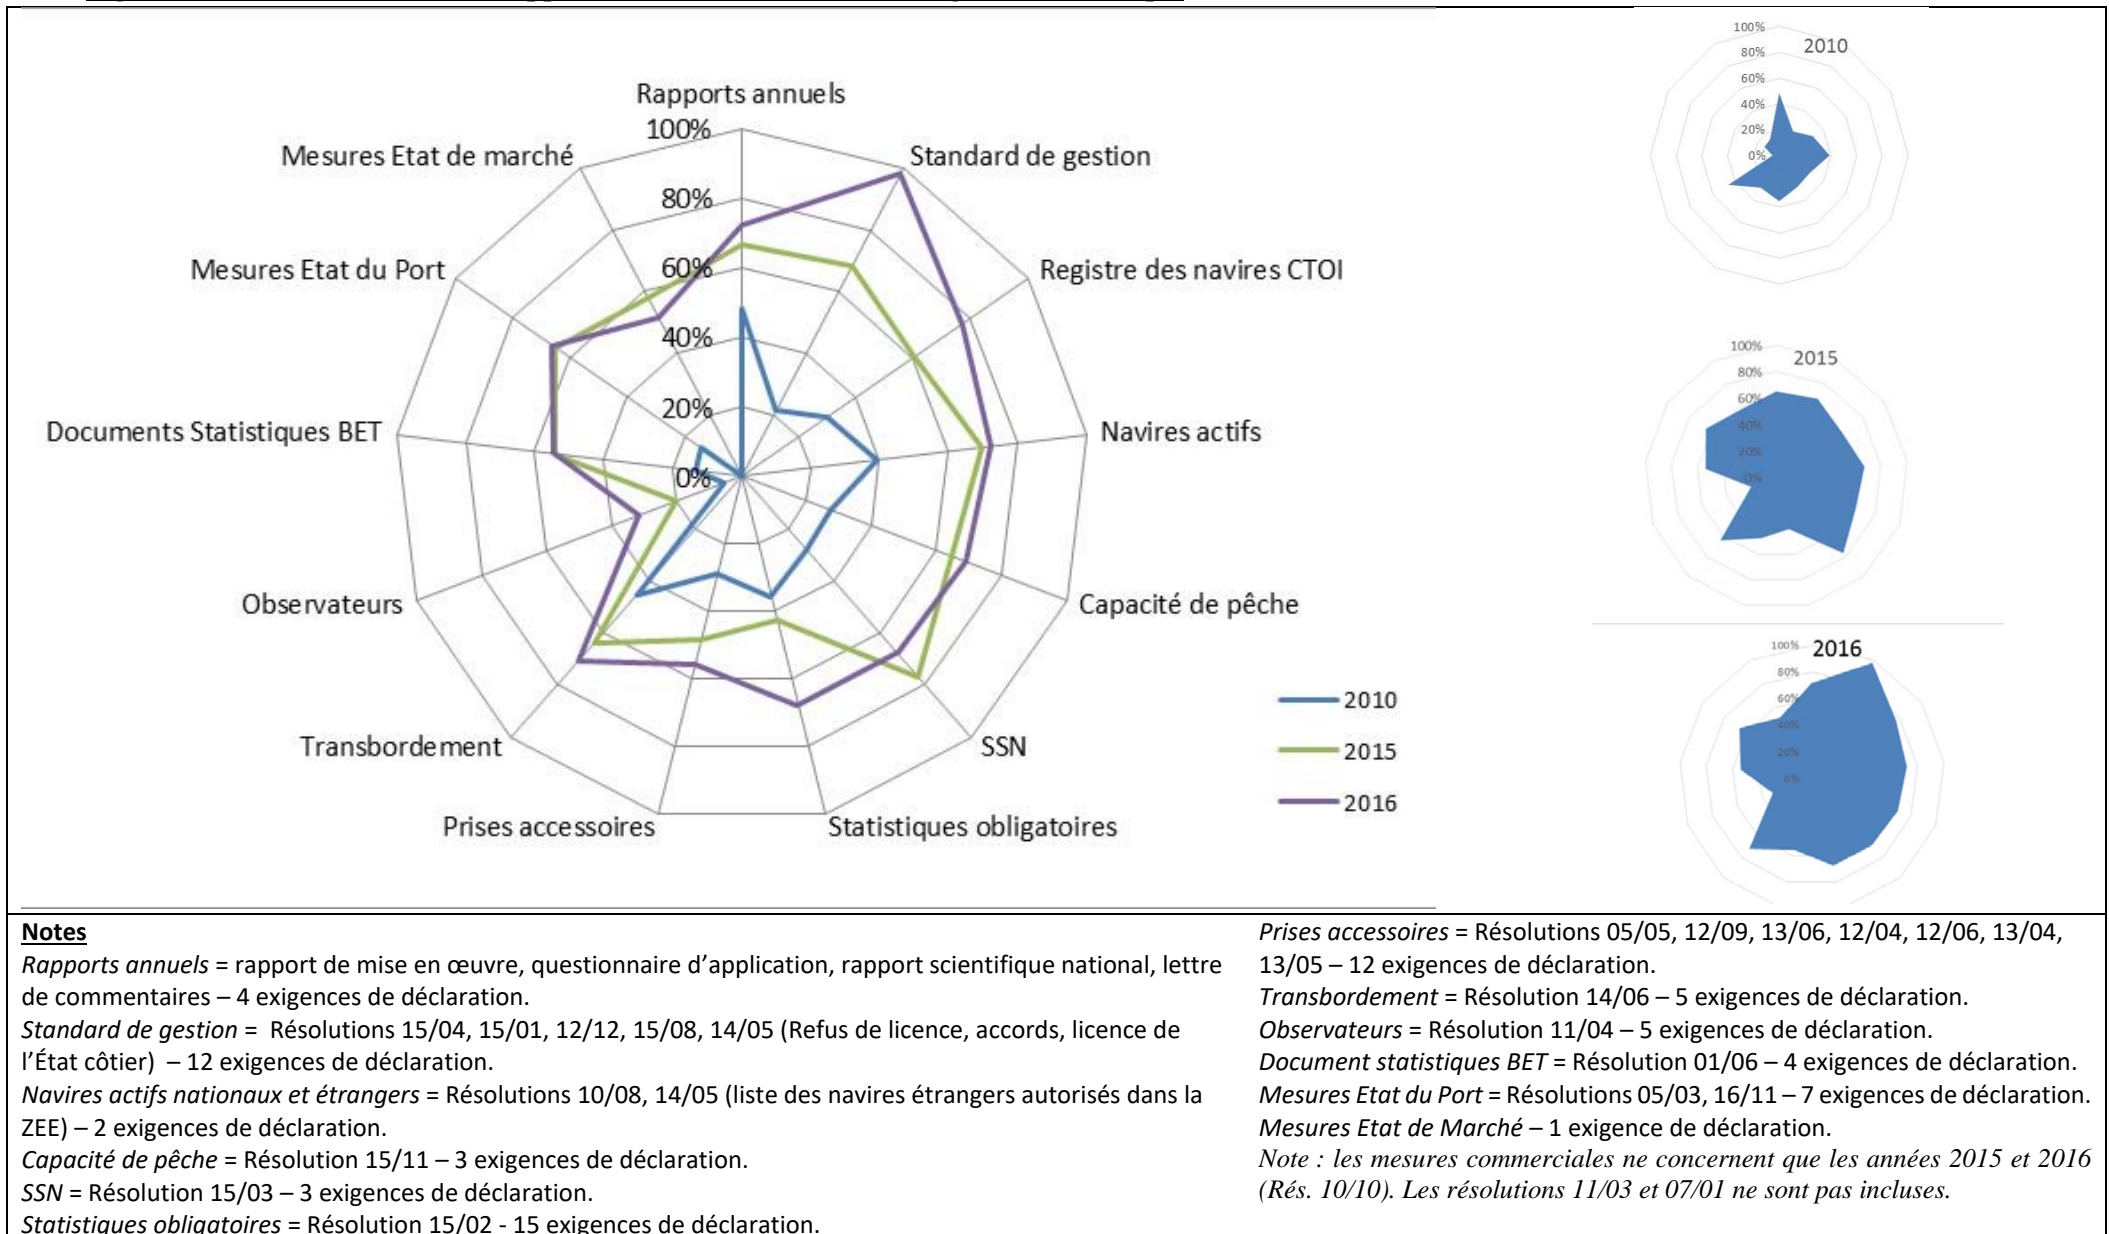 Rapports annuels
100%
Mesures Etat de marché
Standard de gestion
80%
Mesures Etat du Port
60%
Registre des navires CTOI
40%
20%
Documents Statistiques BET
0%
Navires actifs
Observateurs
Capacité de pêche
Transbordement
SSN
Prises accessoires
Statistiques obligatoires
2010
2015
2016
100%
2010
80%
60%
40%
20%
0%
100%
2015
80%
60%
40%
20%
0%
100%
2016
80%
60%
40%
20%
0%
Notes
Rapports annuels = rapport de mise en œuvre, questionnaire d’application, rapport scientifique national, lettre
de commentaires – 4 exigences de déclaration.
Standard de gestion = Résolutions 15/04, 15/01, 12/12, 15/08, 14/05 (Refus de licence, accords, licence de
l’État côtier) – 12 exigences de déclaration.
Navires actifs nationaux et étrangers = Résolutions 10/08, 14/05 (liste des navires étrangers autorisés dans la
ZEE) – 2 exigences de déclaration.
Capacité de pêche = Résolution 15/11 – 3 exigences de déclaration.
SSN = Résolution 15/03 – 3 exigences de déclaration.
Statistiques obligatoires = Résolution 15/02 - 15 exigences de déclaration.
Prises accessoires = Résolutions 05/05, 12/09, 13/06, 12/04, 12/06, 13/04,
13/05 – 12 exigences de déclaration.
Transbordement = Résolution 14/06 – 5 exigences de déclaration.
Observateurs = Résolution 11/04 – 5 exigences de déclaration.
Document statistiques BET = Résolution 01/06 – 4 exigences de déclaration.
Mesures Etat du Port = Résolutions 05/03, 16/11 – 7 exigences de déclaration.
Mesures Etat de Marché – 1 exigence de déclaration.
Note : les mesures commerciales ne concernent que les années 2015 et 2016
(Rés. 10/10). Les résolutions 11/03 et 07/01 ne sont pas incluses.